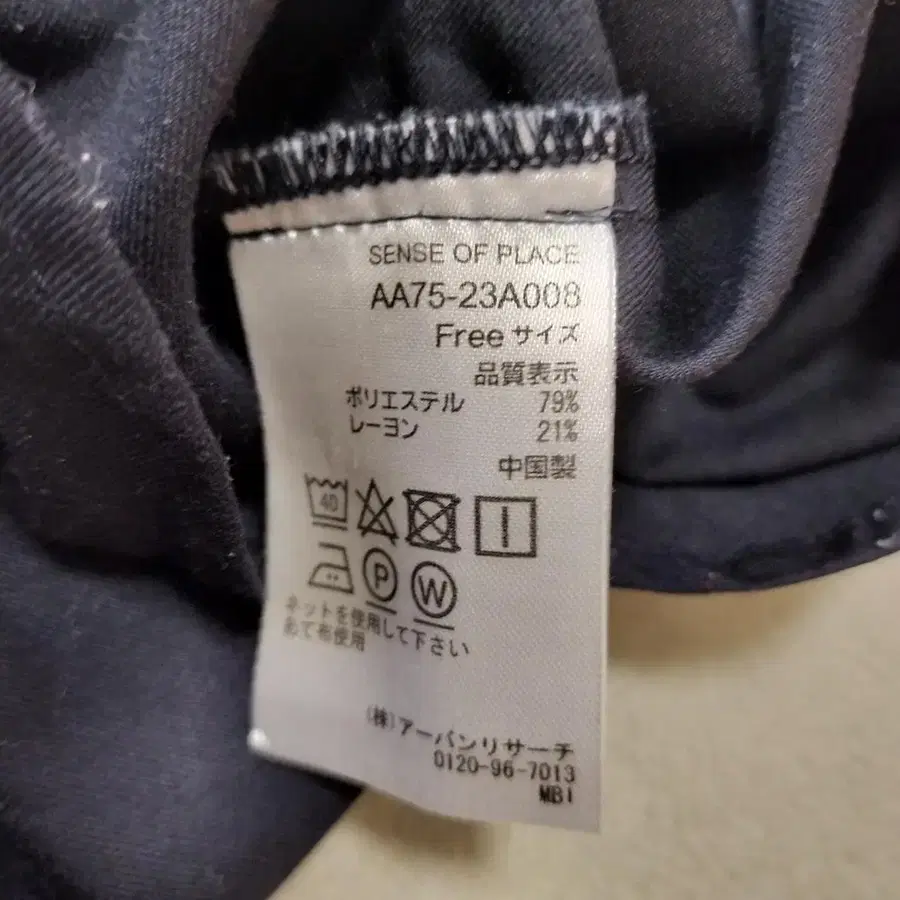 SENSE OF PLACE
AA75-23A008
Free サイズ
品質表示
ポリエステル 79%
レーヨン 21%
中国製
40
P W
ネットを使用して下さい
あて布使用
(株)アーバンリサーチ
0120-96-7013
MB1